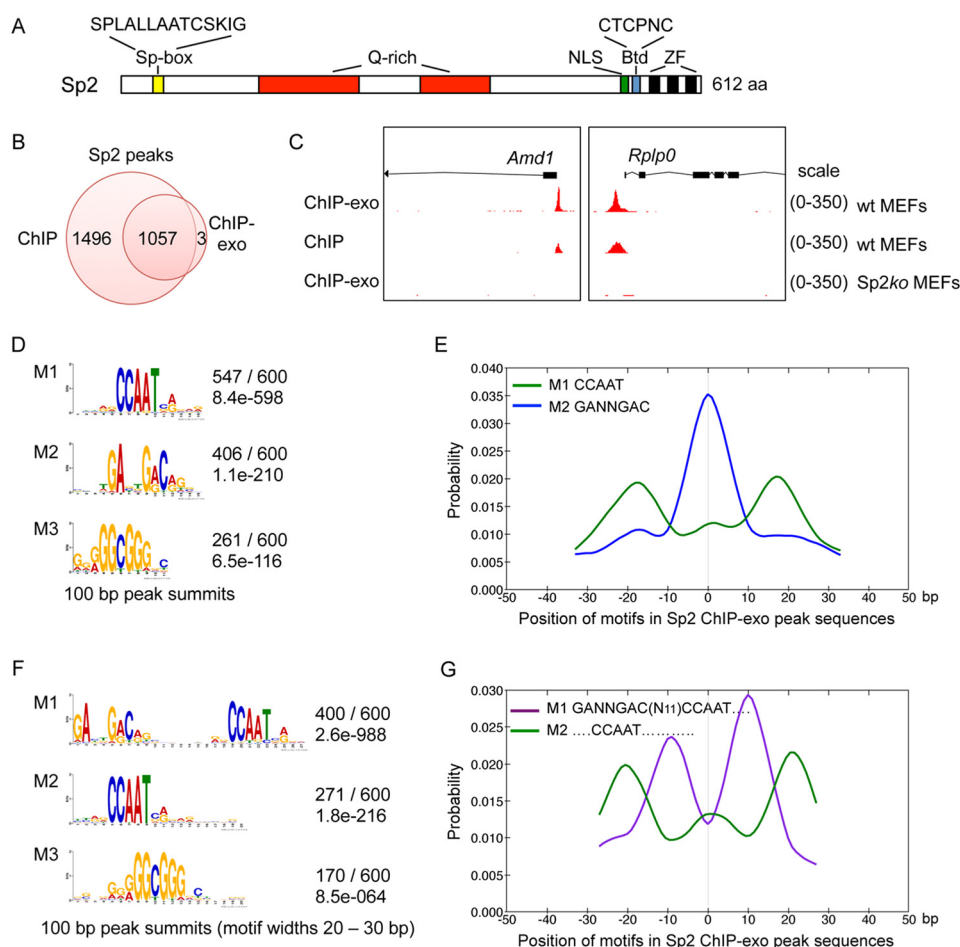 A
SPLALLAATCSKIG
CTCPNC
Sp-box
Q-rich
NLS Btd ZF
Sp2
612 aa
B
Sp2 peaks
ChIP 1496 1057 3 ChIP-exo
C
Amd1
Rplp0
scale
ChIP-exo (0-350) wt MEFs
ChIP (0-350) wt MEFs
ChIP-exo (0-350) Sp2ko MEFs
D
M1
CCAAT
547 / 600
8.4e-598
M2
GA GAC
406 / 600
1.1e-210
M3
GGCGGG
261 / 600
6.5e-116
100 bp peak summits
E
M1 CCAAT
M2 GANNGAC
Probability
0.040
0.035
0.030
0.025
0.020
0.015
0.010
0.005
0.000
-50 -40 -30 -20 -10 0 10 20 30 40 50 bp
Position of motifs in Sp2 ChIP-exo peak sequences
F
M1
GA GAC CCAAT
400 / 600
2.6e-988
M2
CCAAT
271 / 600
1.8e-216
M3
GGCGGG
170 / 600
8.5e-064
100 bp peak summits (motif widths 20 – 30 bp)
G
M1 GANNGAC(N11)CCAAT....
M2 ....CCAAT..............
Probability
0.030
0.025
0.020
0.015
0.010
0.005
0.000
-50 -40 -30 -20 -10 0 10 20 30 40 50 bp
Position of motifs in Sp2 ChIP-exo peak sequences